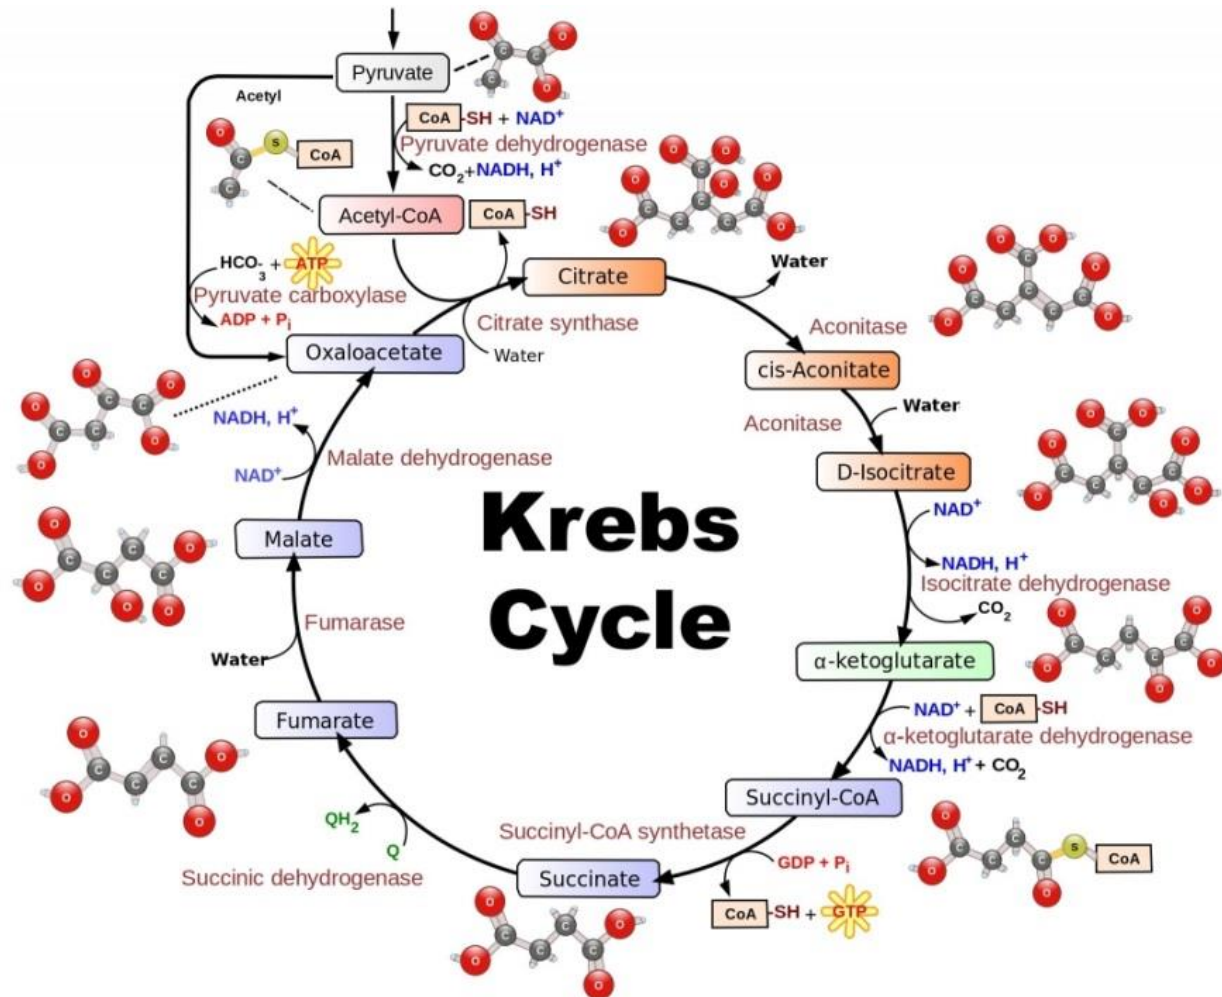 Pyruvate
Acetyl
CoA-SH + NAD⁺
Pyruvate dehydrogenase
CO₂+NADH, H⁺
S
CoA
Acetyl-CoA
CoA-SH
HCO₃- + ATP
Pyruvate carboxylase
ADP + Pᵢ
Citrate
Citrate synthase
Water
Water
Aconitase
Oxaloacetate
cis-Aconitate
Water
Aconitase
D-Isocitrate
NAD⁺
NADH, H⁺
Isocitrate dehydrogenase
CO₂
α-ketoglutarate
NAD⁺ + CoA-SH
α-ketoglutarate dehydrogenase
NADH, H⁺ + CO₂
Succinyl-CoA
S
CoA
Succinyl-CoA synthetase
GDP + Pᵢ
CoA-SH + GTP
Succinate
Succinic dehydrogenase
Q
QH₂
Fumarate
Water
Fumarase
Malate
Malate dehydrogenase
NAD⁺
NADH, H⁺
Krebs
Cycle